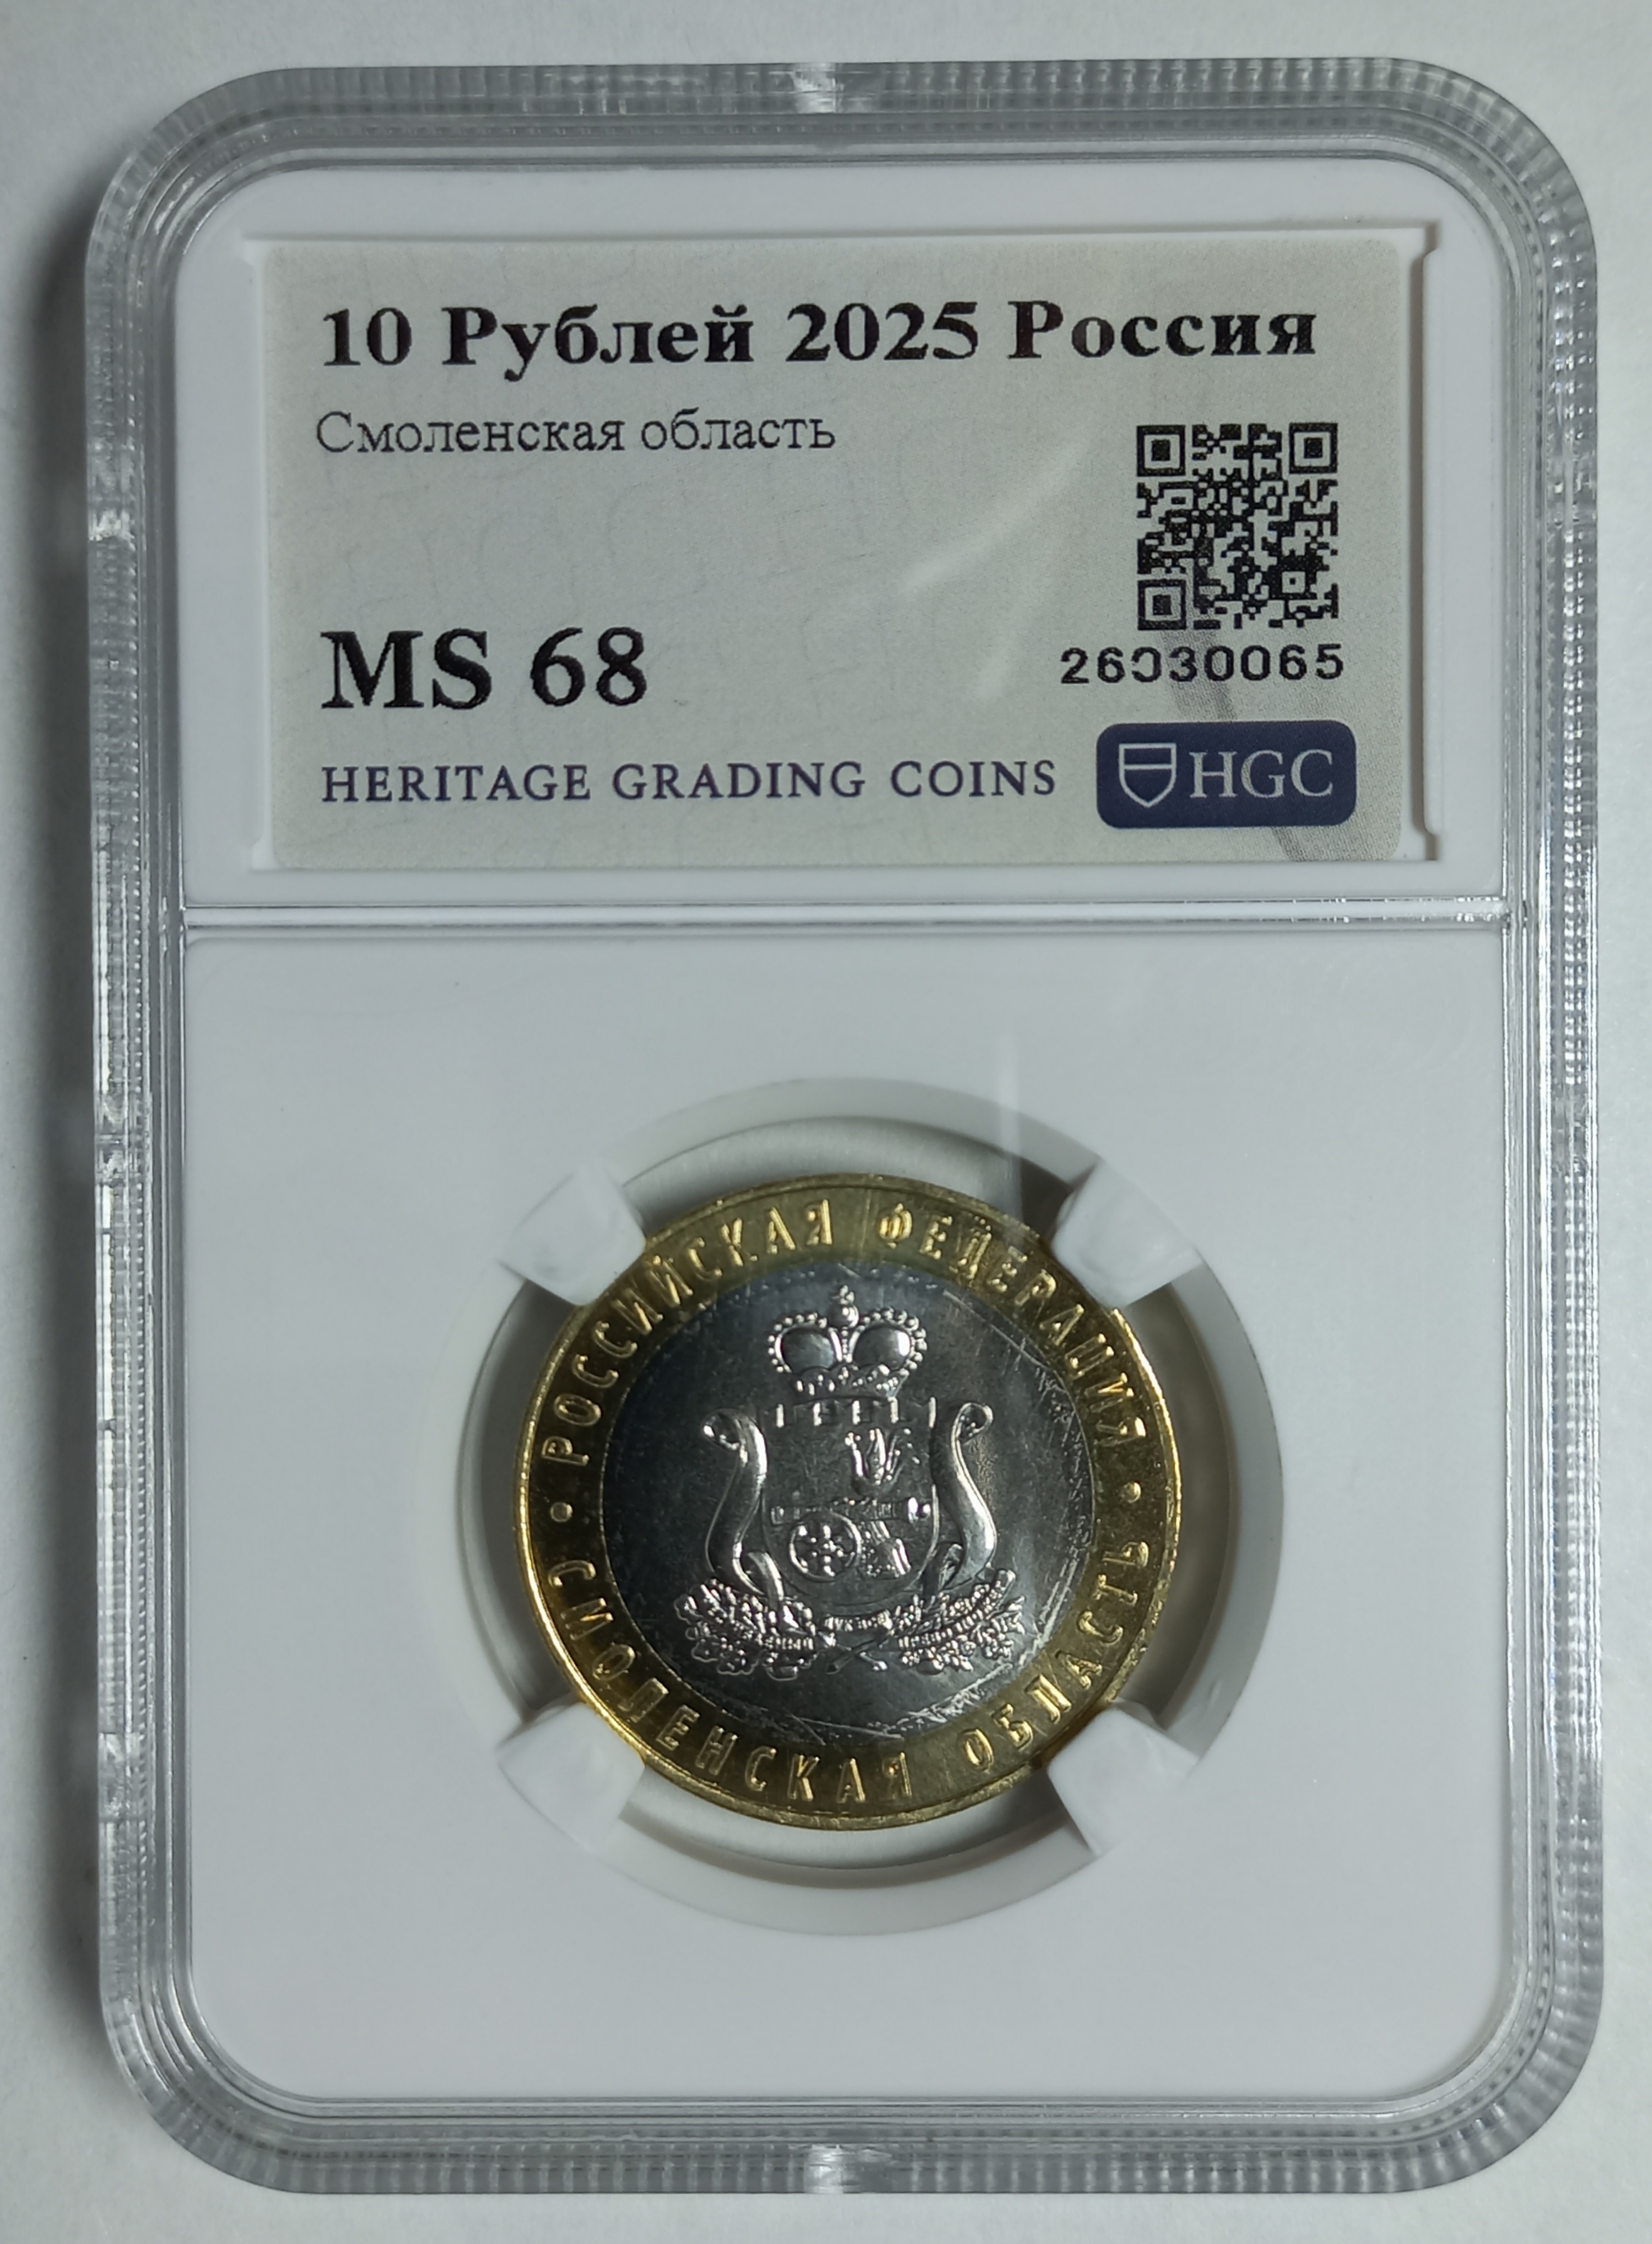 10 Рублей 2025 Россия
Смоленская область
MS 68
26030065
HERITAGE GRADING COINS
HGC
• РОССИЙСКАЯ ФЕДЕРАЦИЯ •
СМОЛЕНСКАЯ ОБЛАСТЬ